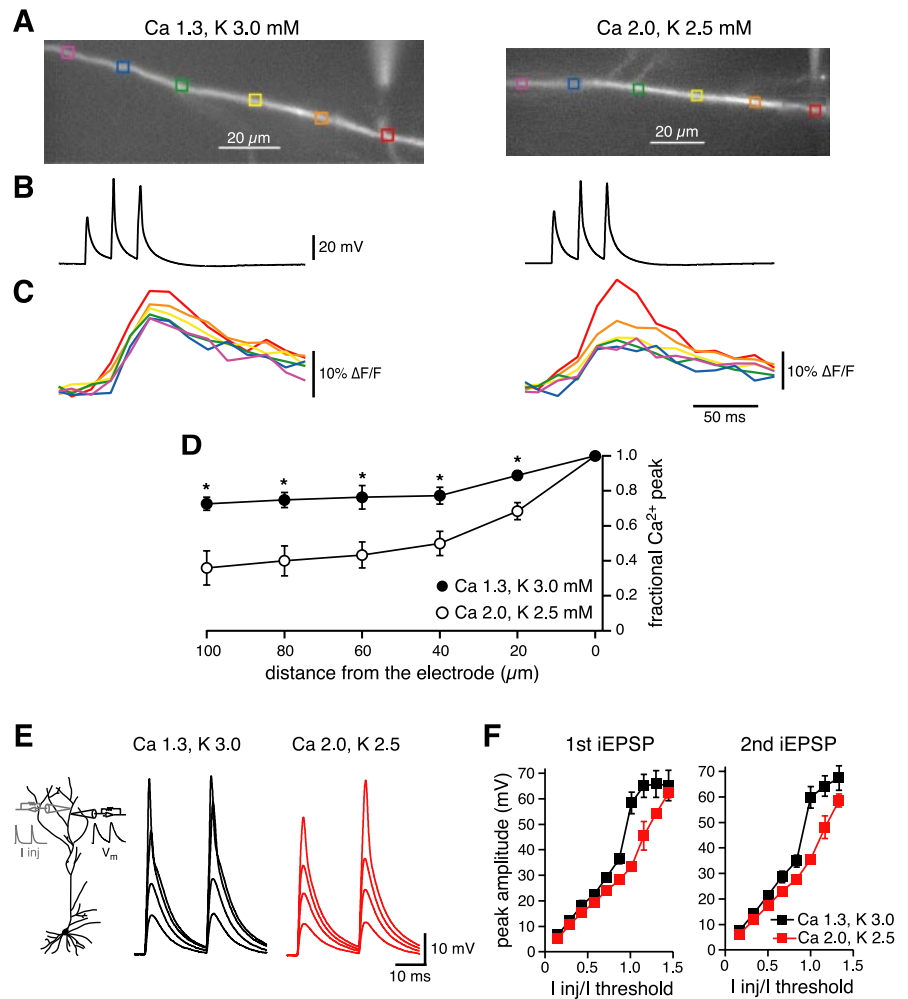 A
Ca 1.3, K 3.0 mM
Ca 2.0, K 2.5 mM
20 µm
20 µm
B
20 mV
C
10% ΔF/F
10% ΔF/F
50 ms
D
1.0
0.8
0.6
0.4
0.2
0
fractional Ca²⁺ peak
* * * * *
Ca 1.3, K 3.0 mM
Ca 2.0, K 2.5 mM
100 80 60 40 20 0
distance from the electrode (µm)
E
Ca 1.3, K 3.0
Ca 2.0, K 2.5
I inj
Vₘ
10 mV
10 ms
F
1st iEPSP
2nd iEPSP
peak amplitude (mV)
70
60
50
40
30
20
10
0
70
60
50
40
30
20
10
0
Ca 1.3, K 3.0
Ca 2.0, K 2.5
0 0.5 1.0 1.5
0 0.5 1.0 1.5
I inj/I threshold
I inj/I threshold